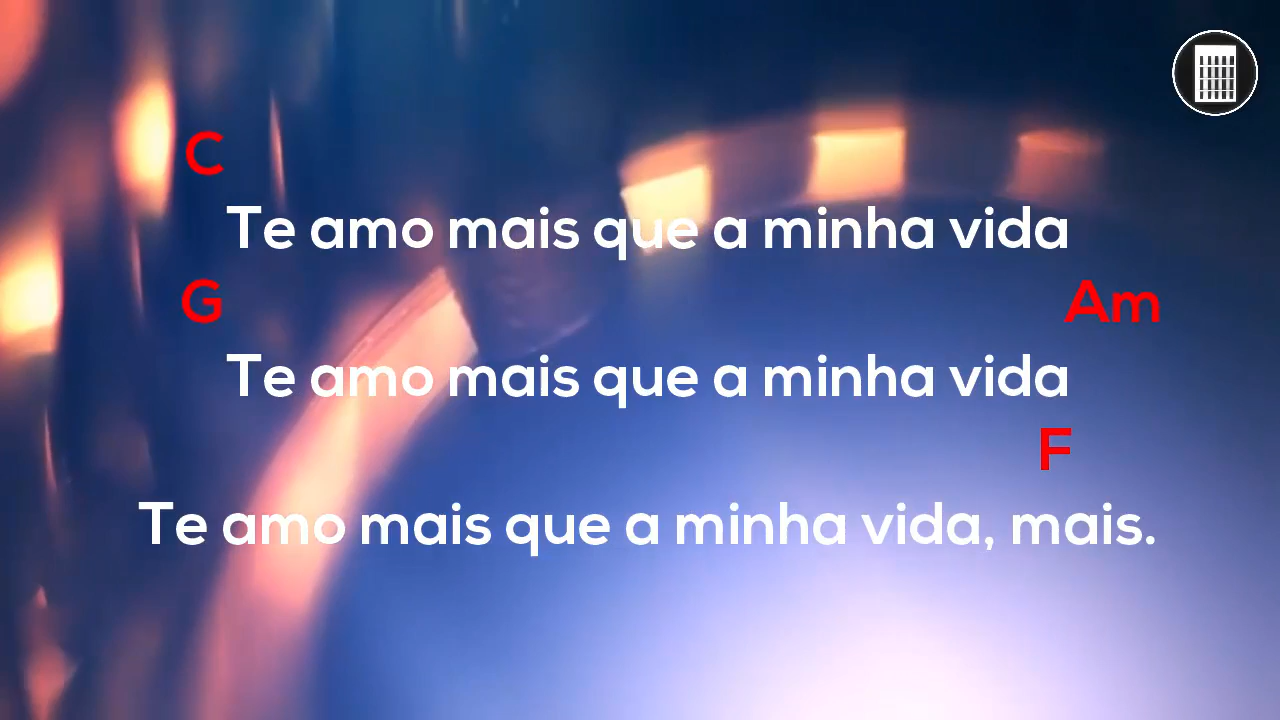 C
Te amo mais que a minha vida
G Am
Te amo mais que a minha vida
F
Te amo mais que a minha vida, mais.